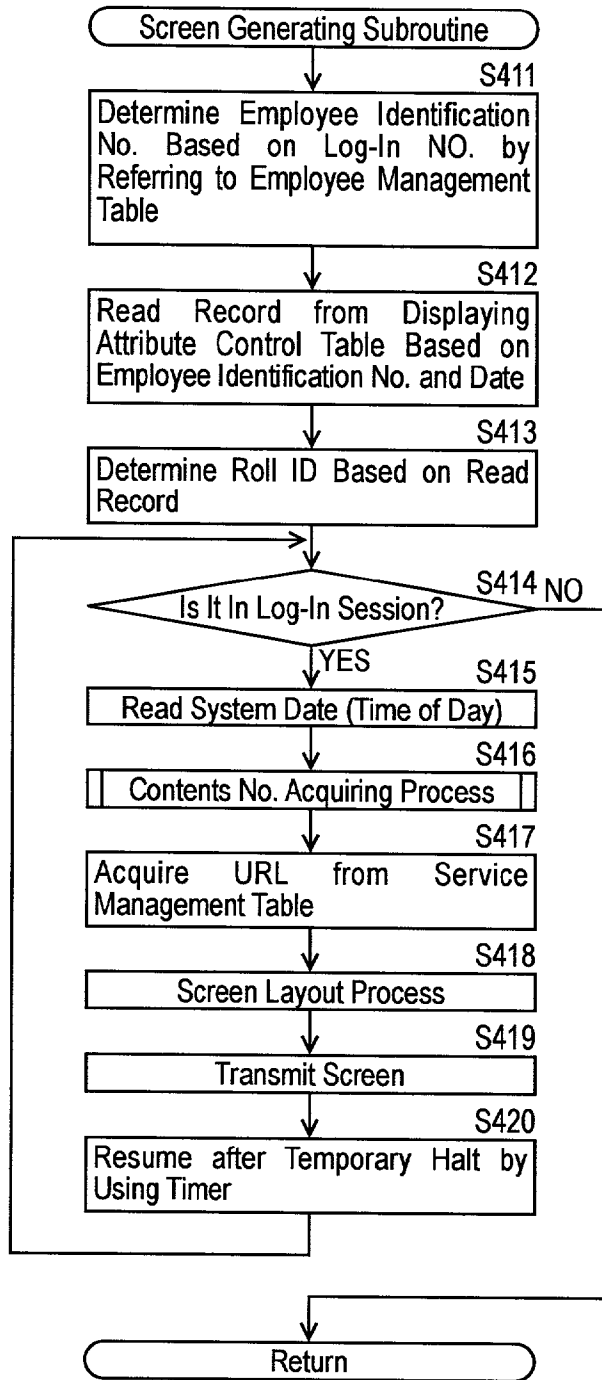 Screen Generating Subroutine
S411
Determine Employee Identification
No. Based on Log-In NO. by
Referring to Employee Management
Table
S412
Read Record from Displaying
Attribute Control Table Based on
Employee Identification No. and Date
S413
Determine Roll ID Based on Read
Record
S414 NO
Is It In Log-In Session?
YES
S415
Read System Date (Time of Day)
S416
Contents No. Acquiring Process
S417
Acquire URL from Service
Management Table
S418
Screen Layout Process
S419
Transmit Screen
S420
Resume after Temporary Halt by
Using Timer
Return